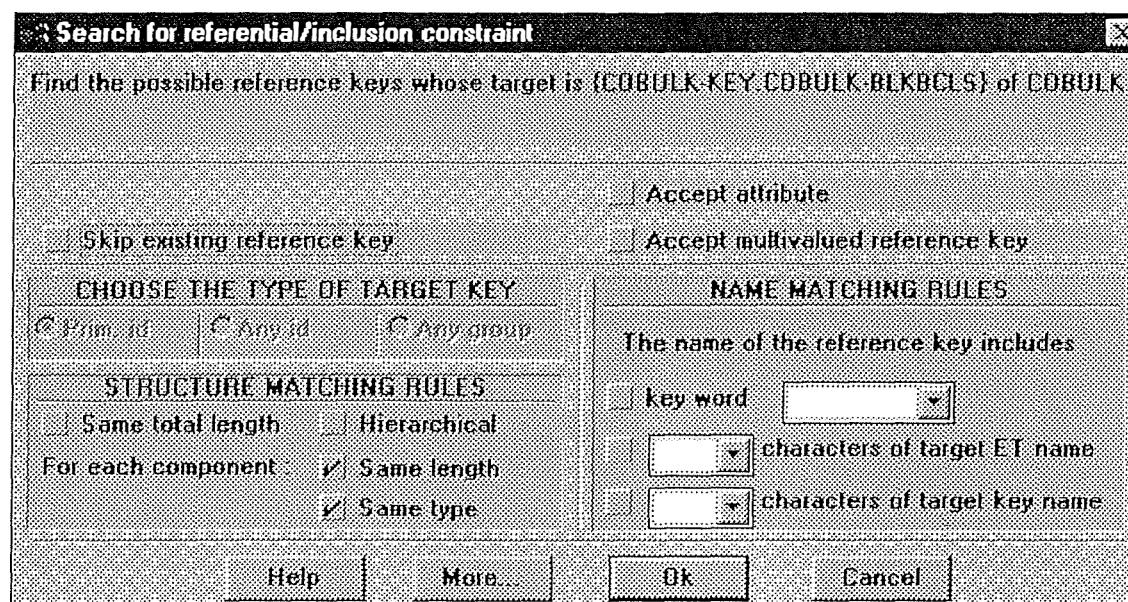 Search for referential/inclusion constraint
Find the possible reference keys whose target is {COBULK-KEY.COBULK-BLKBCLS} of COBULK
Accept attribute
Skip existing reference key
Accept multivalued reference key
CHOOSE THE TYPE OF TARGET KEY
Prim. id
Any id
Any group
STRUCTURE MATCHING RULES
Same total length
Hierarchical
For each component :
Same length
Same type
NAME MATCHING RULES
The name of the reference key includes
key word
characters of target ET name
characters of target key name
Help
More...
Ok
Cancel